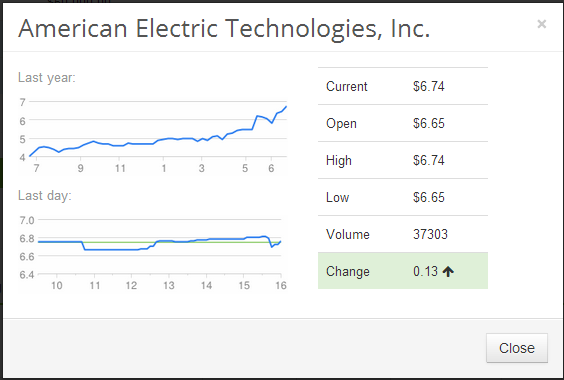 American Electric Technologies, Inc.
×
Last year:
7
6
5
4
7 9 11 1 3 5 6
Last day:
7.0
6.8
6.6
6.4
10 11 12 13 14 15 16
Current $6.74
Open $6.65
High $6.74
Low $6.65
Volume 37303
Change 0.13
Close